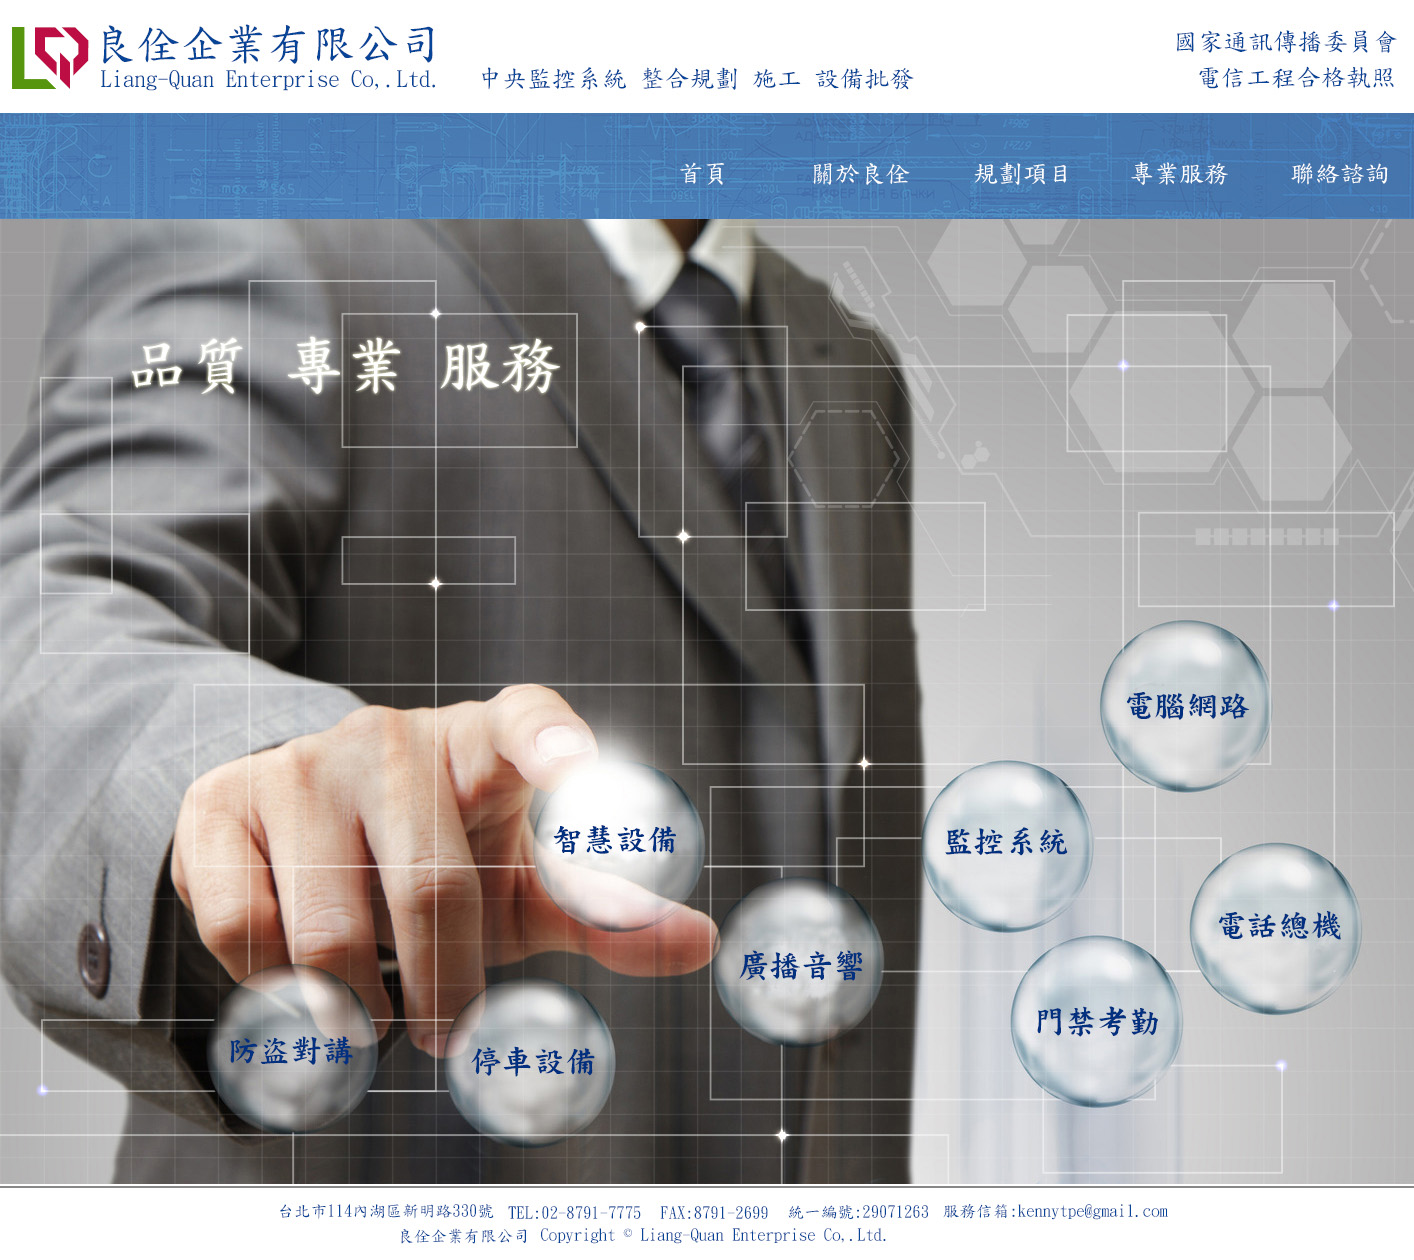 良佺企業有限公司
Liang-Quan Enterprise Co,.Ltd.
中央監控系統 整合規劃 施工 設備批發
國家通訊傳播委員會
電信工程合格執照
首頁 關於良佺 規劃項目 專業服務 聯絡諮詢
品質 專業 服務
電腦網路
智慧設備
監控系統
電話總機
廣播音響
門禁考勤
防盜對講
停車設備
台北市114內湖區新明路330號 TEL:02-8791-7775 FAX:8791-2699 統一編號:29071263 服務信箱:kennytpe@gmail.com
良佺企業有限公司 Copyright © Liang-Quan Enterprise Co,.Ltd.